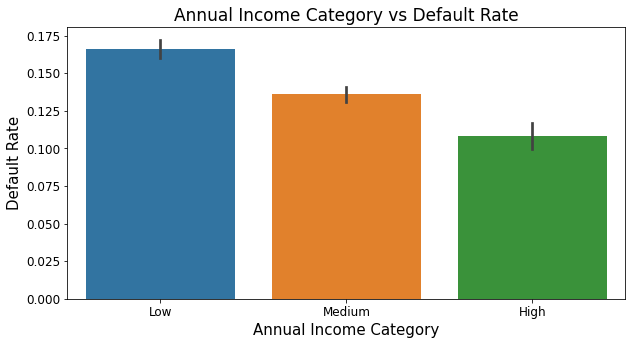 Annual Income Category vs Default Rate
Default Rate
0.175
0.150
0.125
0.100
0.075
0.050
0.025
0.000
Low Medium High
Annual Income Category